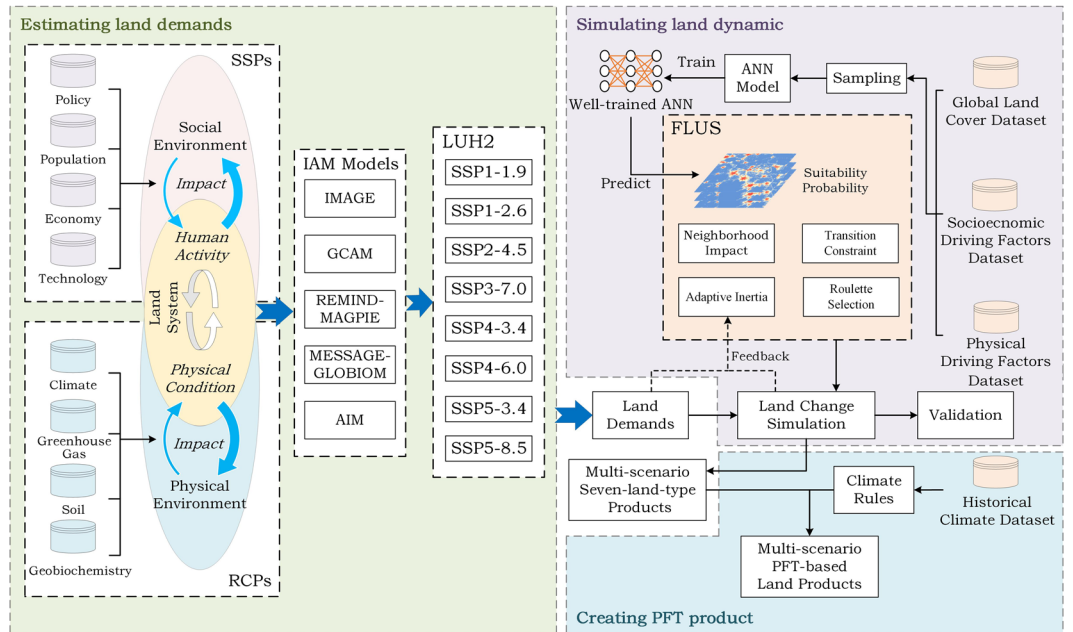 Estimating land demands
SSPs
Policy
Population
Economy
Technology
Social
Environment
Impact
Human
Activity
Land
System
Physical
Condition
Impact
Physical Environment
Climate
Greenhouse
Gas
Soil
Geobiochemistry
RCPs
IAM Models
IMAGE
GCAM
REMIND-
MAGPIE
MESSAGE-
GLOBIOM
AIM
LUH2
SSP1-1.9
SSP1-2.6
SSP2-4.5
SSP3-7.0
SSP4-3.4
SSP4-6.0
SSP5-3.4
SSP5-8.5
Simulating land dynamic
Well-trained ANN
Train
ANN
Model
Sampling
Global Land
Cover Dataset
Socioecnomic
Driving Factors
Dataset
Physical
Driving Factors
Dataset
Predict
FLUS
Suitability
Probability
Neighborhood
Impact
Transition
Constraint
Adaptive Inertia
Roulette
Selection
Feedback
Land
Demands
Land Change
Simulation
Validation
Multi-scenario
Seven-land-type
Products
Climate
Rules
Historical
Climate Dataset
Multi-scenario
PFT-based
Land Products
Creating PFT product